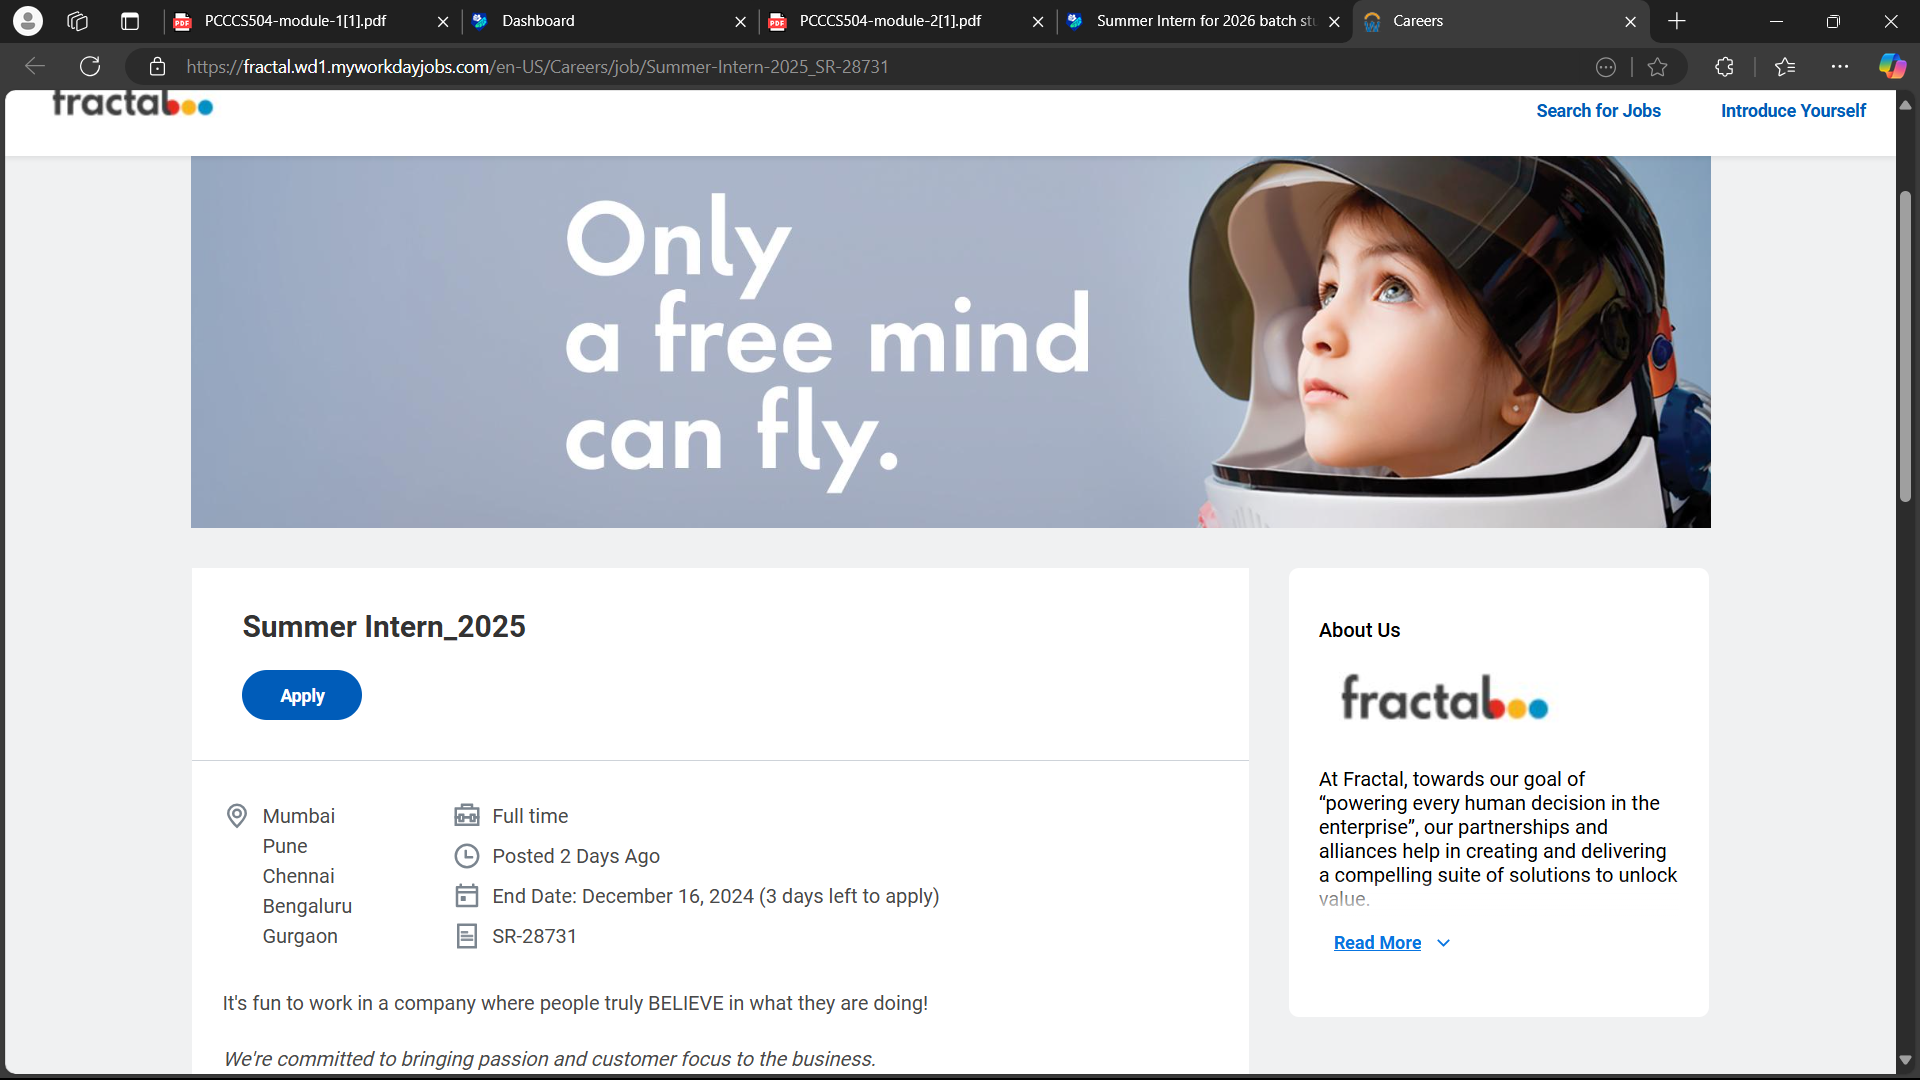 PCCCS504-module-1[1].pdf
Dashboard
PCCCS504-module-2[1].pdf
Summer Intern for 2026 batch stu
Careers
https://fractal.wd1.myworkdayjobs.com/en-US/Careers/job/Summer-Intern-2025_SR-28731
fractal
Search for Jobs
Introduce Yourself
Only
a free mind
can fly.
Summer Intern_2025
Apply
Mumbai
Pune
Chennai
Bengaluru
Gurgaon
Full time
Posted 2 Days Ago
End Date: December 16, 2024 (3 days left to apply)
SR-28731
It's fun to work in a company where people truly BELIEVE in what they are doing!
We're committed to bringing passion and customer focus to the business.
About Us
fractal
At Fractal, towards our goal of
“powering every human decision in the
enterprise”, our partnerships and
alliances help in creating and delivering
a compelling suite of solutions to unlock
value.
Read More